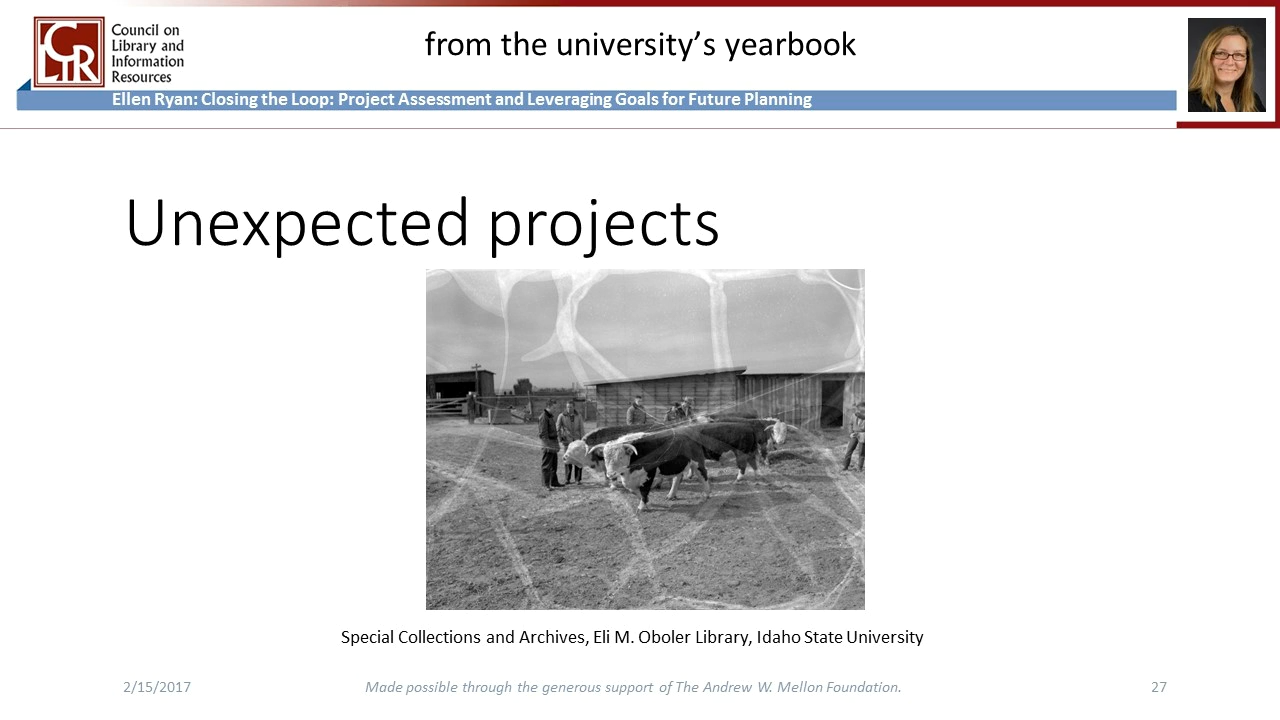 CLIR
Council on
Library and
Information
Resources
from the university’s yearbook
Ellen Ryan: Closing the Loop: Project Assessment and Leveraging Goals for Future Planning
Unexpected projects
Special Collections and Archives, Eli M. Oboler Library, Idaho State University
2/15/2017
Made possible through the generous support of The Andrew W. Mellon Foundation.
27